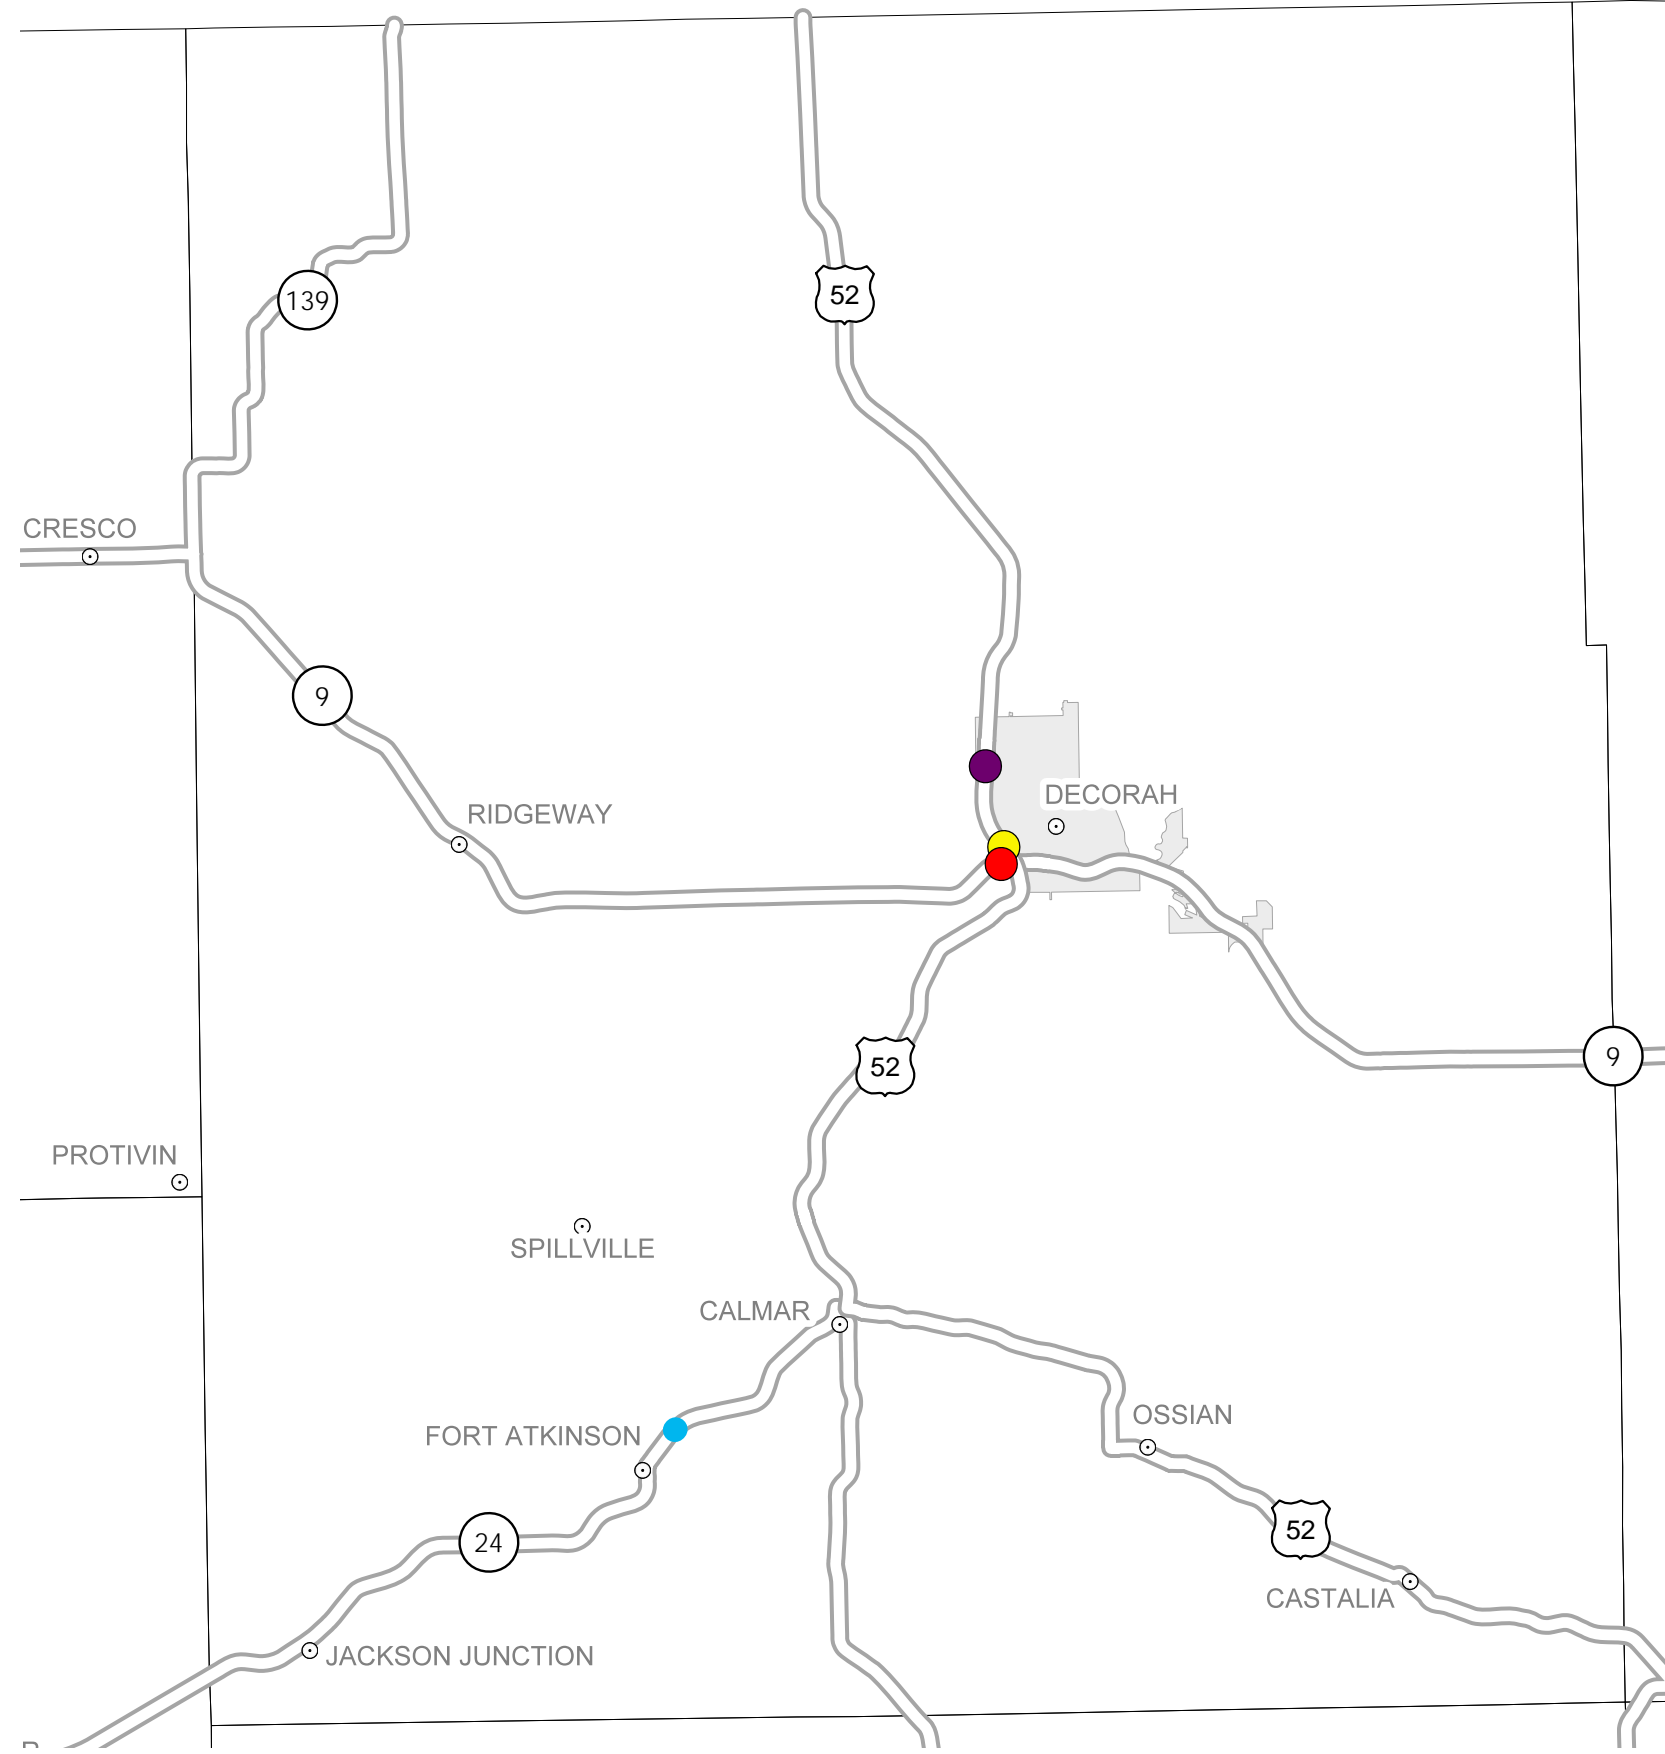 139
52
CRESCO
9
DECORAH
RIDGEWAY
52
9
PROTIVIN
SPILLVILLE
CALMAR
OSSIAN
FORT ATKINSON
52
24
CASTALIA
JACKSON JUNCTION